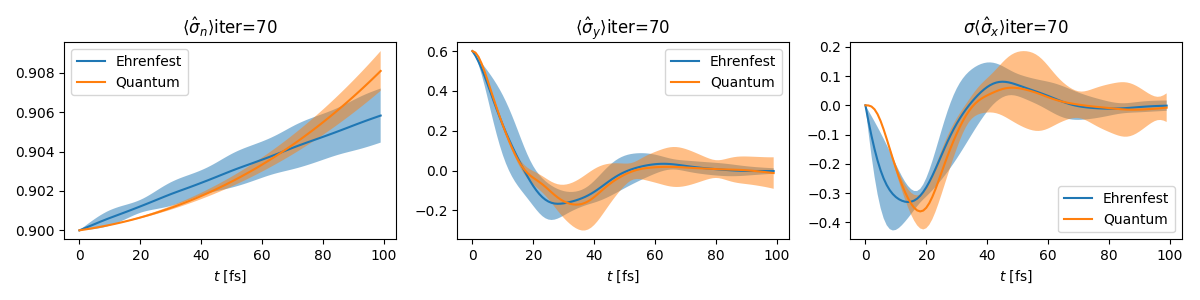 ⟨σ̂ₙ⟩iter=70
Ehrenfest
Quantum
0.908
0.906
0.904
0.902
0.900
0 20 40 60 80 100
t [fs]
⟨σ̂ᵧ⟩iter=70
Ehrenfest
Quantum
0.6
0.4
0.2
0.0
−0.2
0 20 40 60 80 100
t [fs]
σ⟨σ̂ₓ⟩iter=70
Ehrenfest
Quantum
0.2
0.1
0.0
−0.1
−0.2
−0.3
−0.4
0 20 40 60 80 100
t [fs]